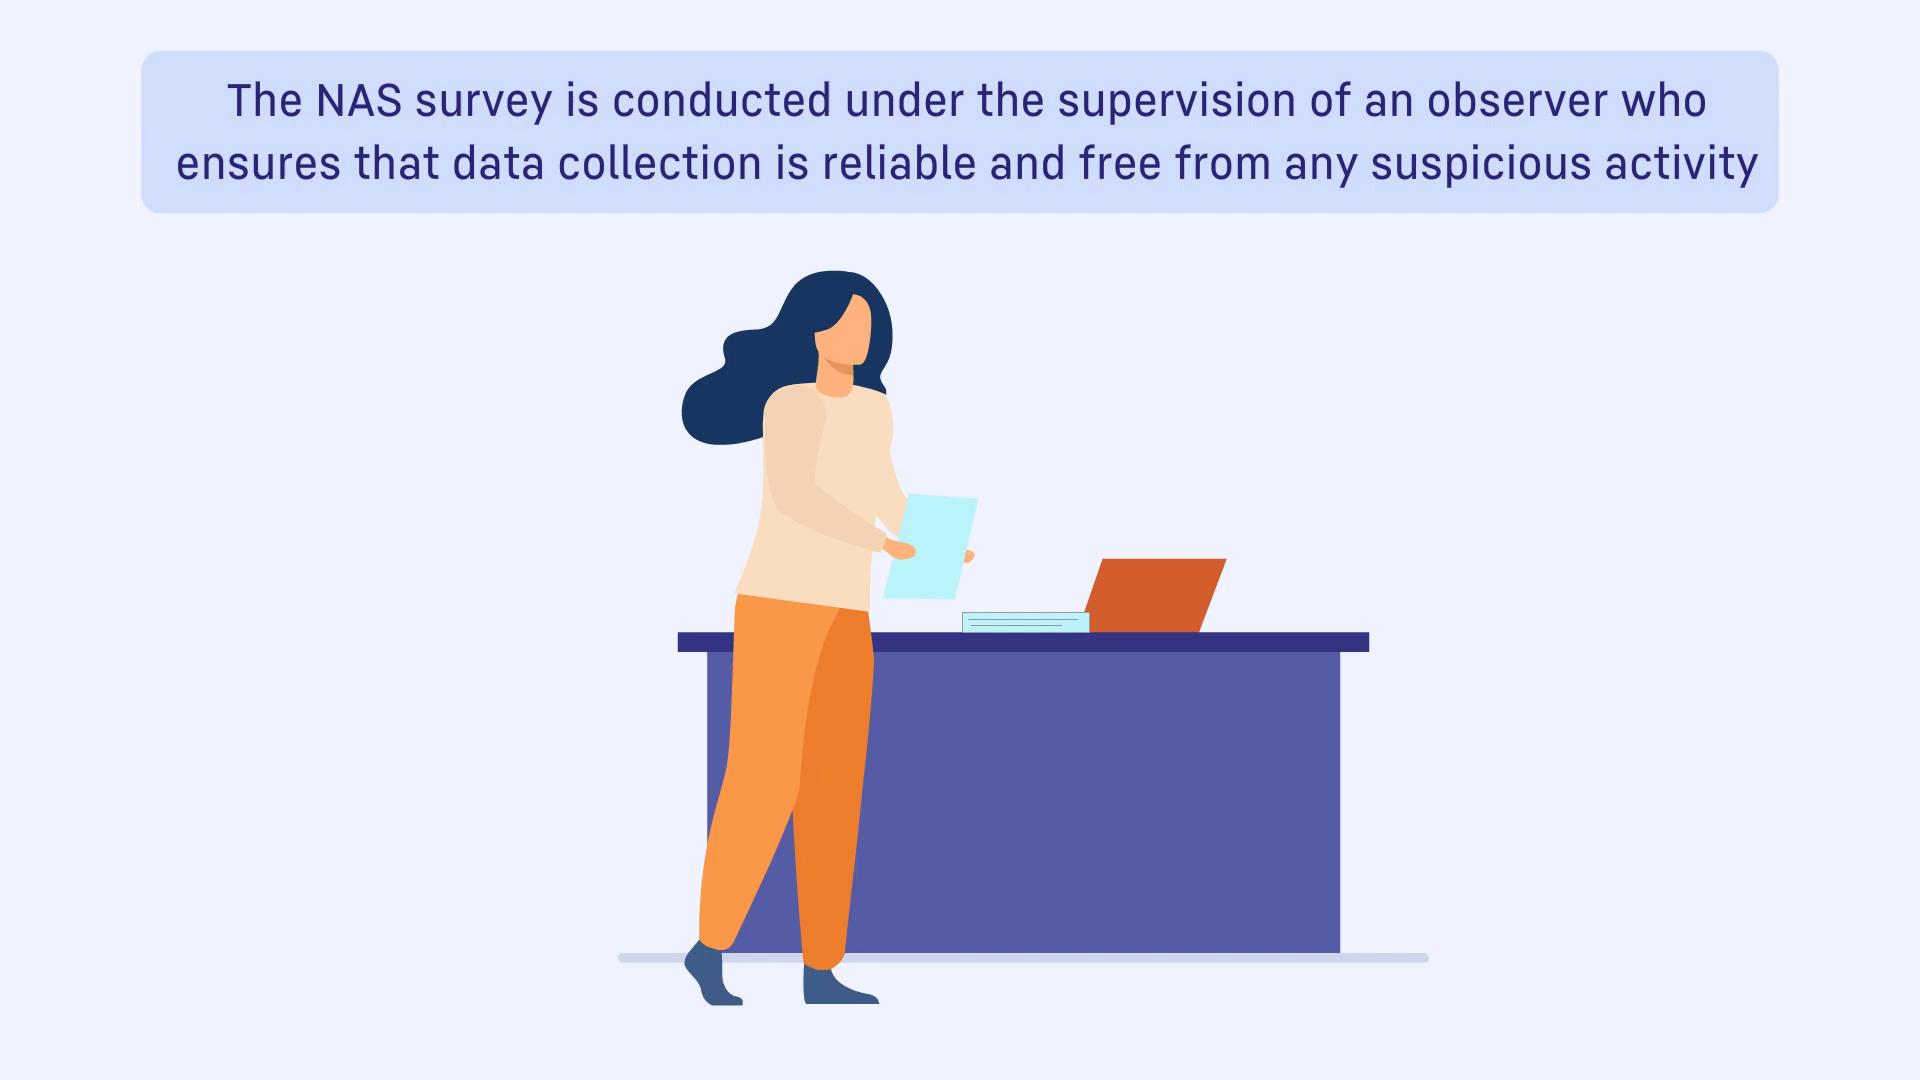 The NAS survey is conducted under the supervision of an observer who
ensures that data collection is reliable and free from any suspicious activity